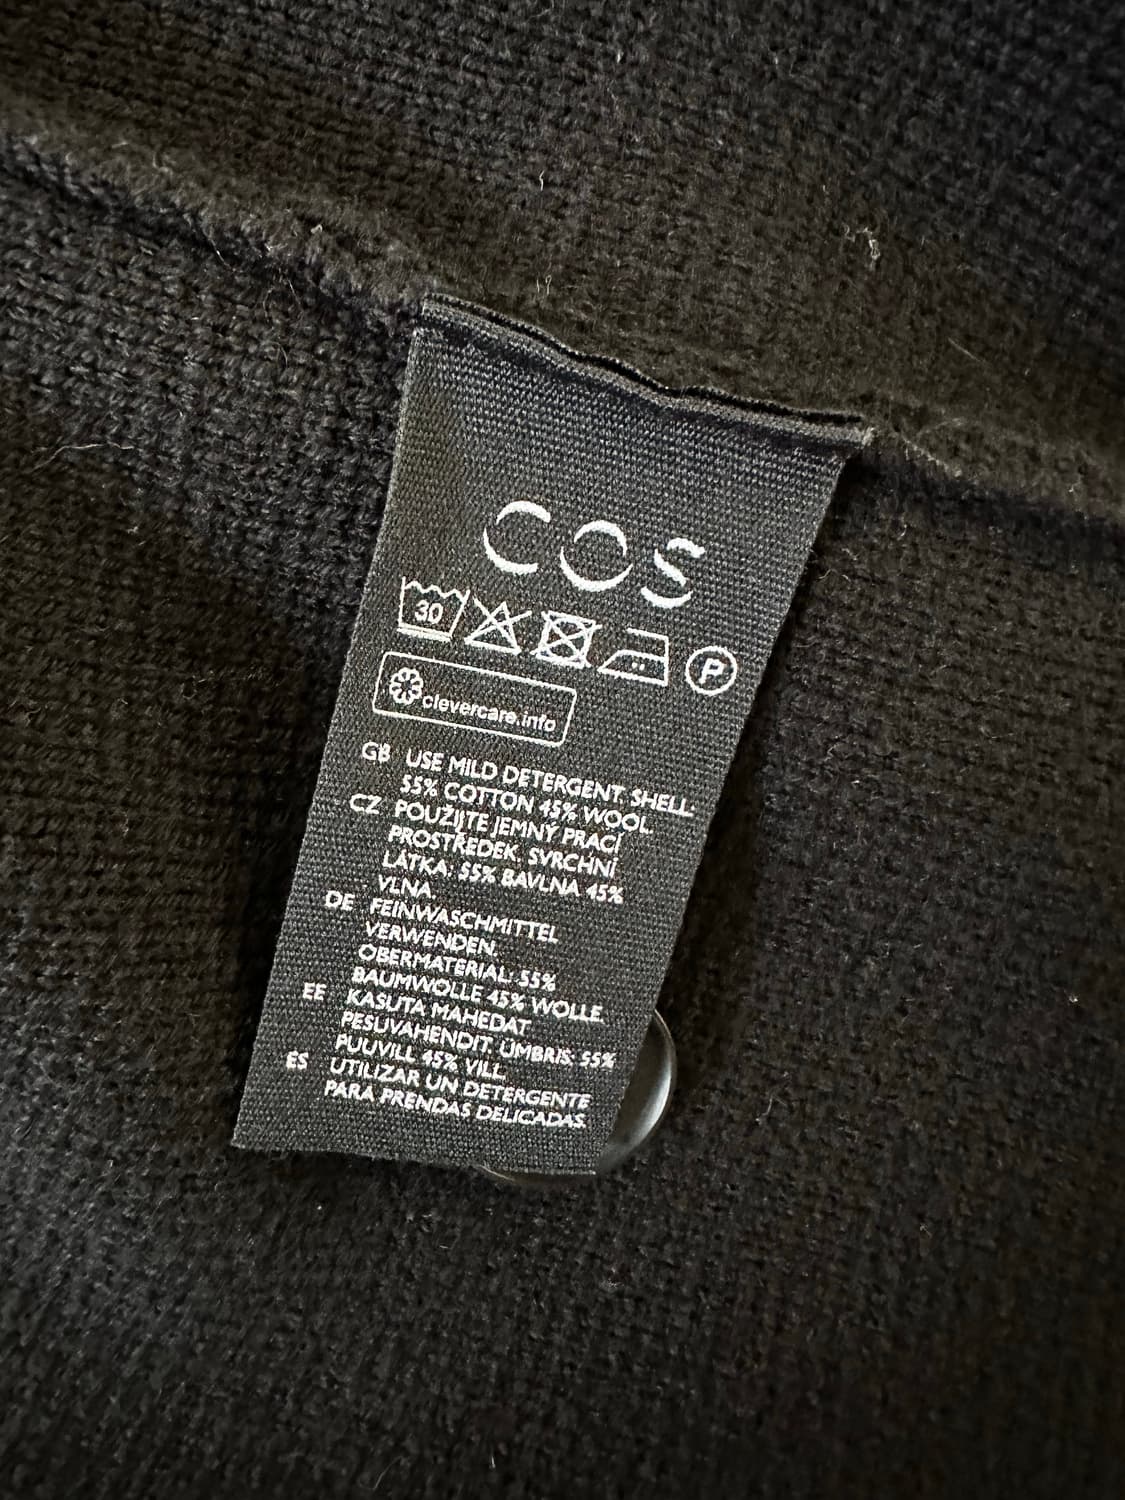 COS
30
P
clevercare.info
GB USE MILD DETERGENT. SHELL:
55% COTTON 45% WOOL
CZ POUŽIJTE JEMNÝ PRACÍ
PROSTŘEDEK. SVRCHNÍ
LÁTKA: 55% BAVLNA 45%
VLNA
DE FEINWASCHMITTEL
VERWENDEN.
OBERMATERIAL: 55%
BAUMWOLLE 45% WOLLE
EE KASUTA MAHEDAT
PESUVAHENDIT. ÜMBRIS: 55%
PUUVILL 45% VILL
ES UTILIZAR UN DETERGENTE
PARA PRENDAS DELICADAS.